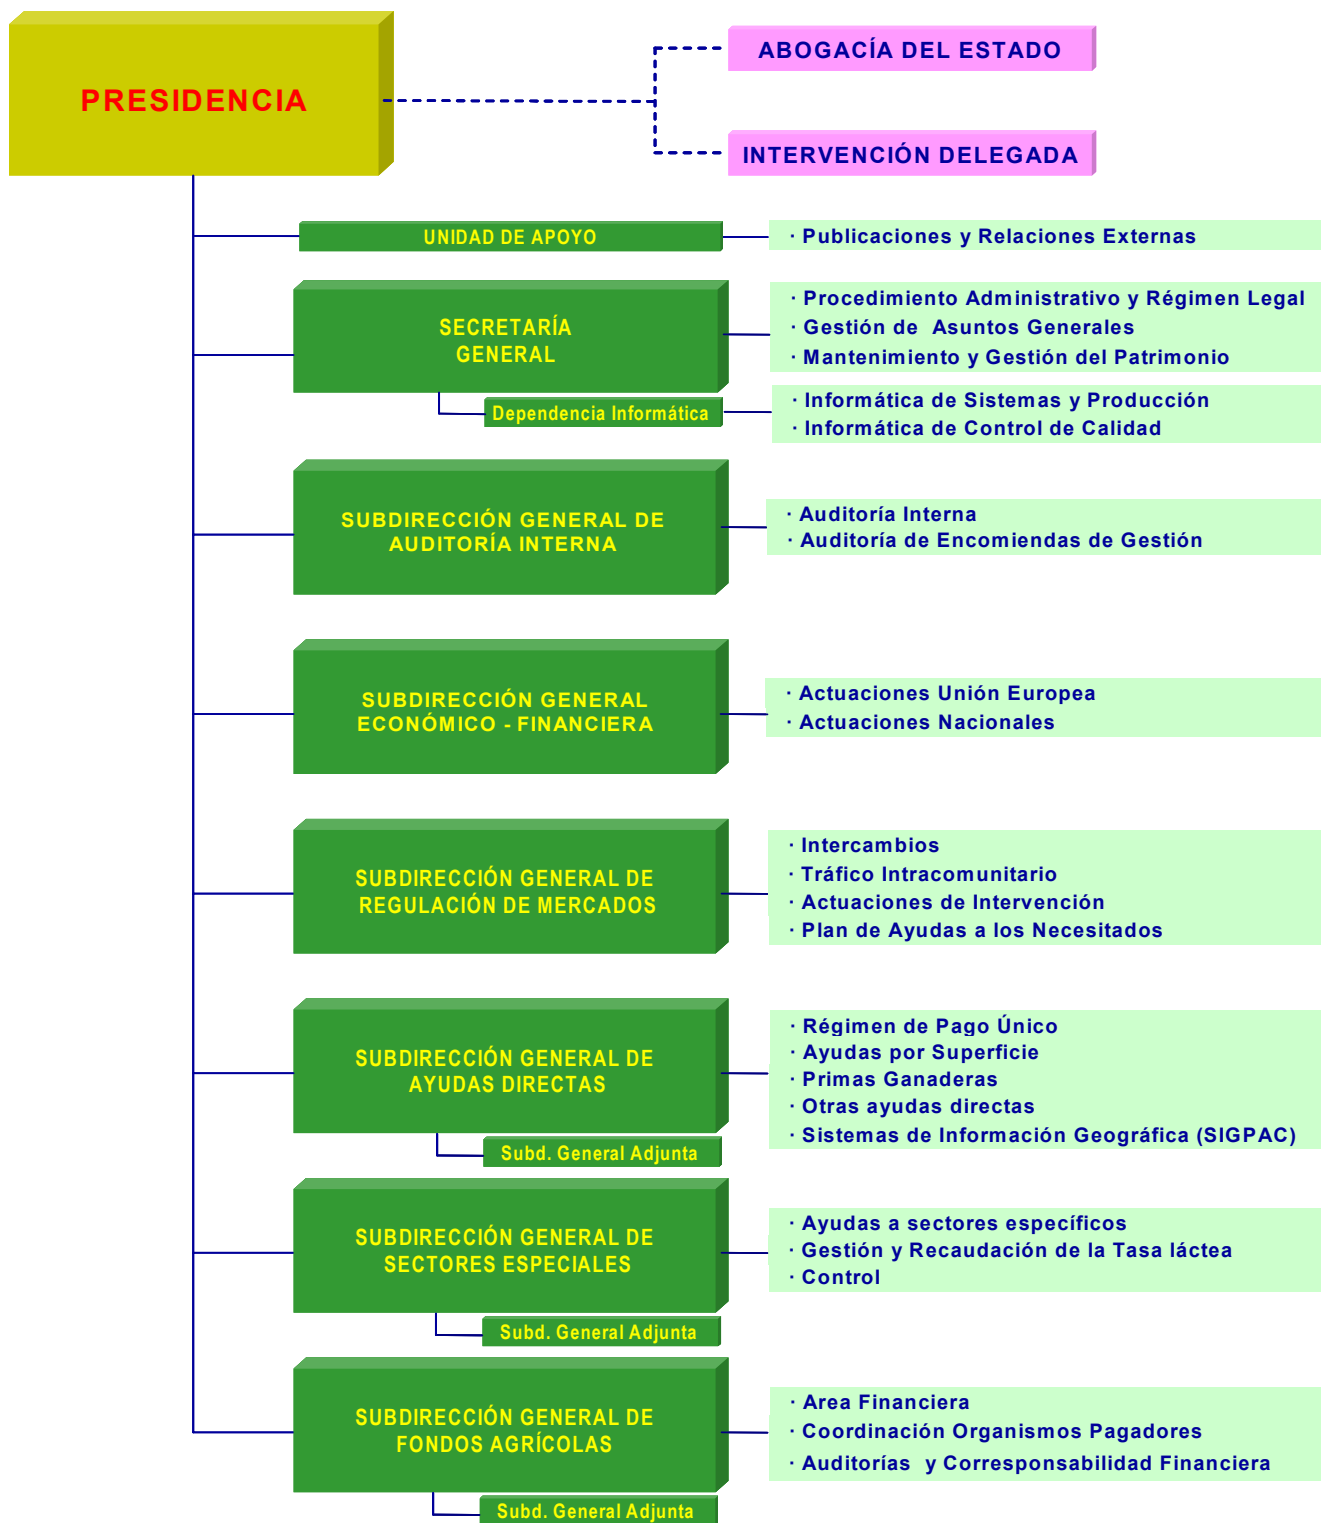 ABOGACÍA DEL ESTADO
PRESIDENCIA
INTERVENCIÓN DELEGADA
UNIDAD DE APOYO
· Publicaciones y Relaciones Externas
SECRETARÍA
GENERAL
· Procedimiento Administrativo y Régimen Legal
· Gestión de Asuntos Generales
· Mantenimiento y Gestión del Patrimonio
Dependencia Informática
· Informática de Sistemas y Producción
· Informática de Control de Calidad
SUBDIRECCIÓN GENERAL DE
AUDITORÍA INTERNA
· Auditoría Interna
· Auditoría de Encomiendas de Gestión
SUBDIRECCIÓN GENERAL
ECONÓMICO - FINANCIERA
· Actuaciones Unión Europea
· Actuaciones Nacionales
SUBDIRECCIÓN GENERAL DE
REGULACIÓN DE MERCADOS
· Intercambios
· Tráfico Intracomunitario
· Actuaciones de Intervención
· Plan de Ayudas a los Necesitados
SUBDIRECCIÓN GENERAL DE
AYUDAS DIRECTAS
· Régimen de Pago Único
· Ayudas por Superficie
· Primas Ganaderas
· Otras ayudas directas
· Sistemas de Información Geográfica (SIGPAC)
Subd. General Adjunta
SUBDIRECCIÓN GENERAL DE
SECTORES ESPECIALES
· Ayudas a sectores específicos
· Gestión y Recaudación de la Tasa láctea
· Control
Subd. General Adjunta
SUBDIRECCIÓN GENERAL DE
FONDOS AGRÍCOLAS
· Area Financiera
· Coordinación Organismos Pagadores
· Auditorías y Corresponsabilidad Financiera
Subd. General Adjunta